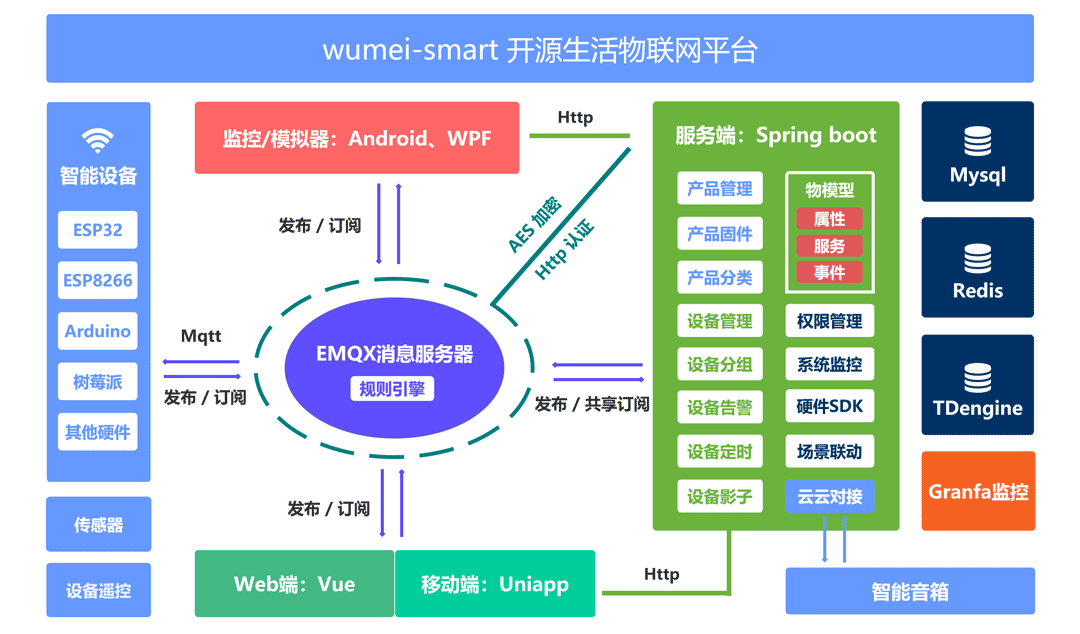 wumei-smart 开源生活物联网平台
智能设备
ESP32
ESP8266
Arduino
树莓派
其他硬件
传感器
设备遥控
监控/模拟器：Android、WPF
发布 / 订阅
Http
AES 加密
Http 认证
Mqtt
发布 / 订阅
EMQX消息服务器
规则引擎
发布 / 共享订阅
发布 / 订阅
Web端：Vue
移动端：Uniapp
Http
服务端：Spring boot
产品管理
产品固件
产品分类
设备管理
设备分组
设备告警
设备定时
设备影子
物模型
属性
服务
事件
权限管理
系统监控
硬件SDK
场景联动
云云对接
智能音箱
Mysql
Redis
TDengine
Granfa监控